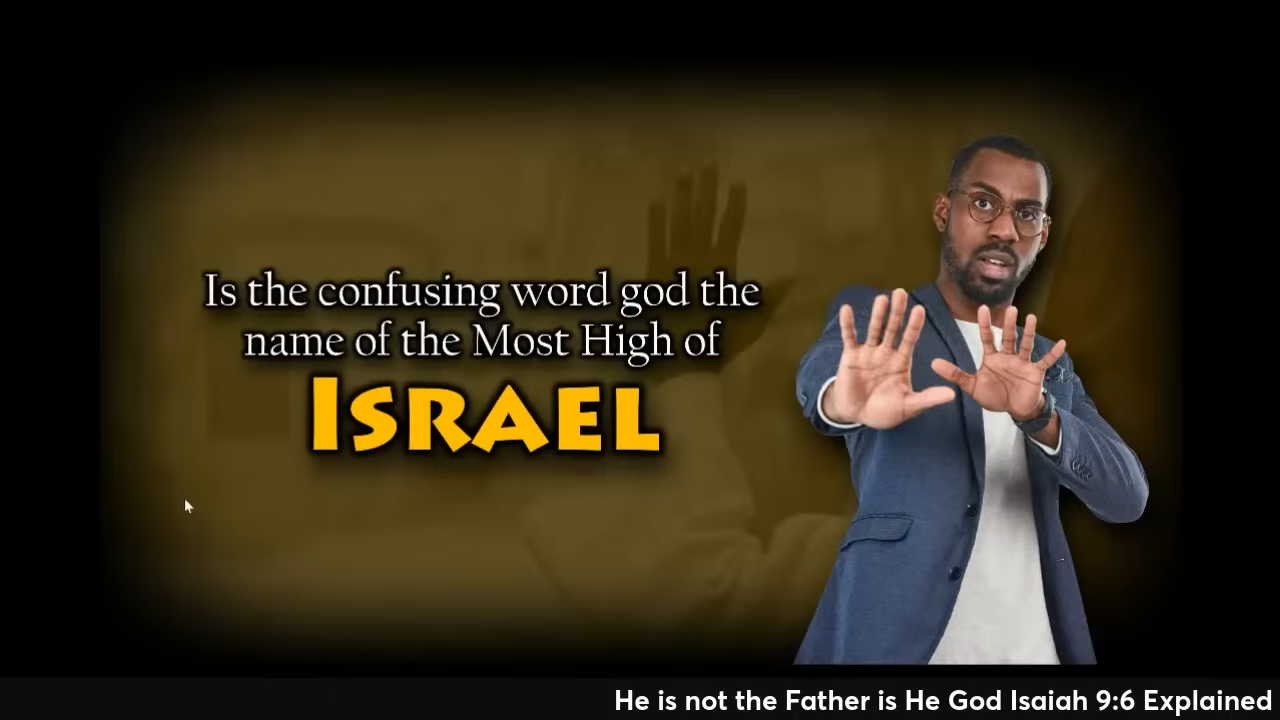 Is the confusing word god the
name of the Most High of
ISRAEL
He is not the Father is He God Isaiah 9:6 Explained